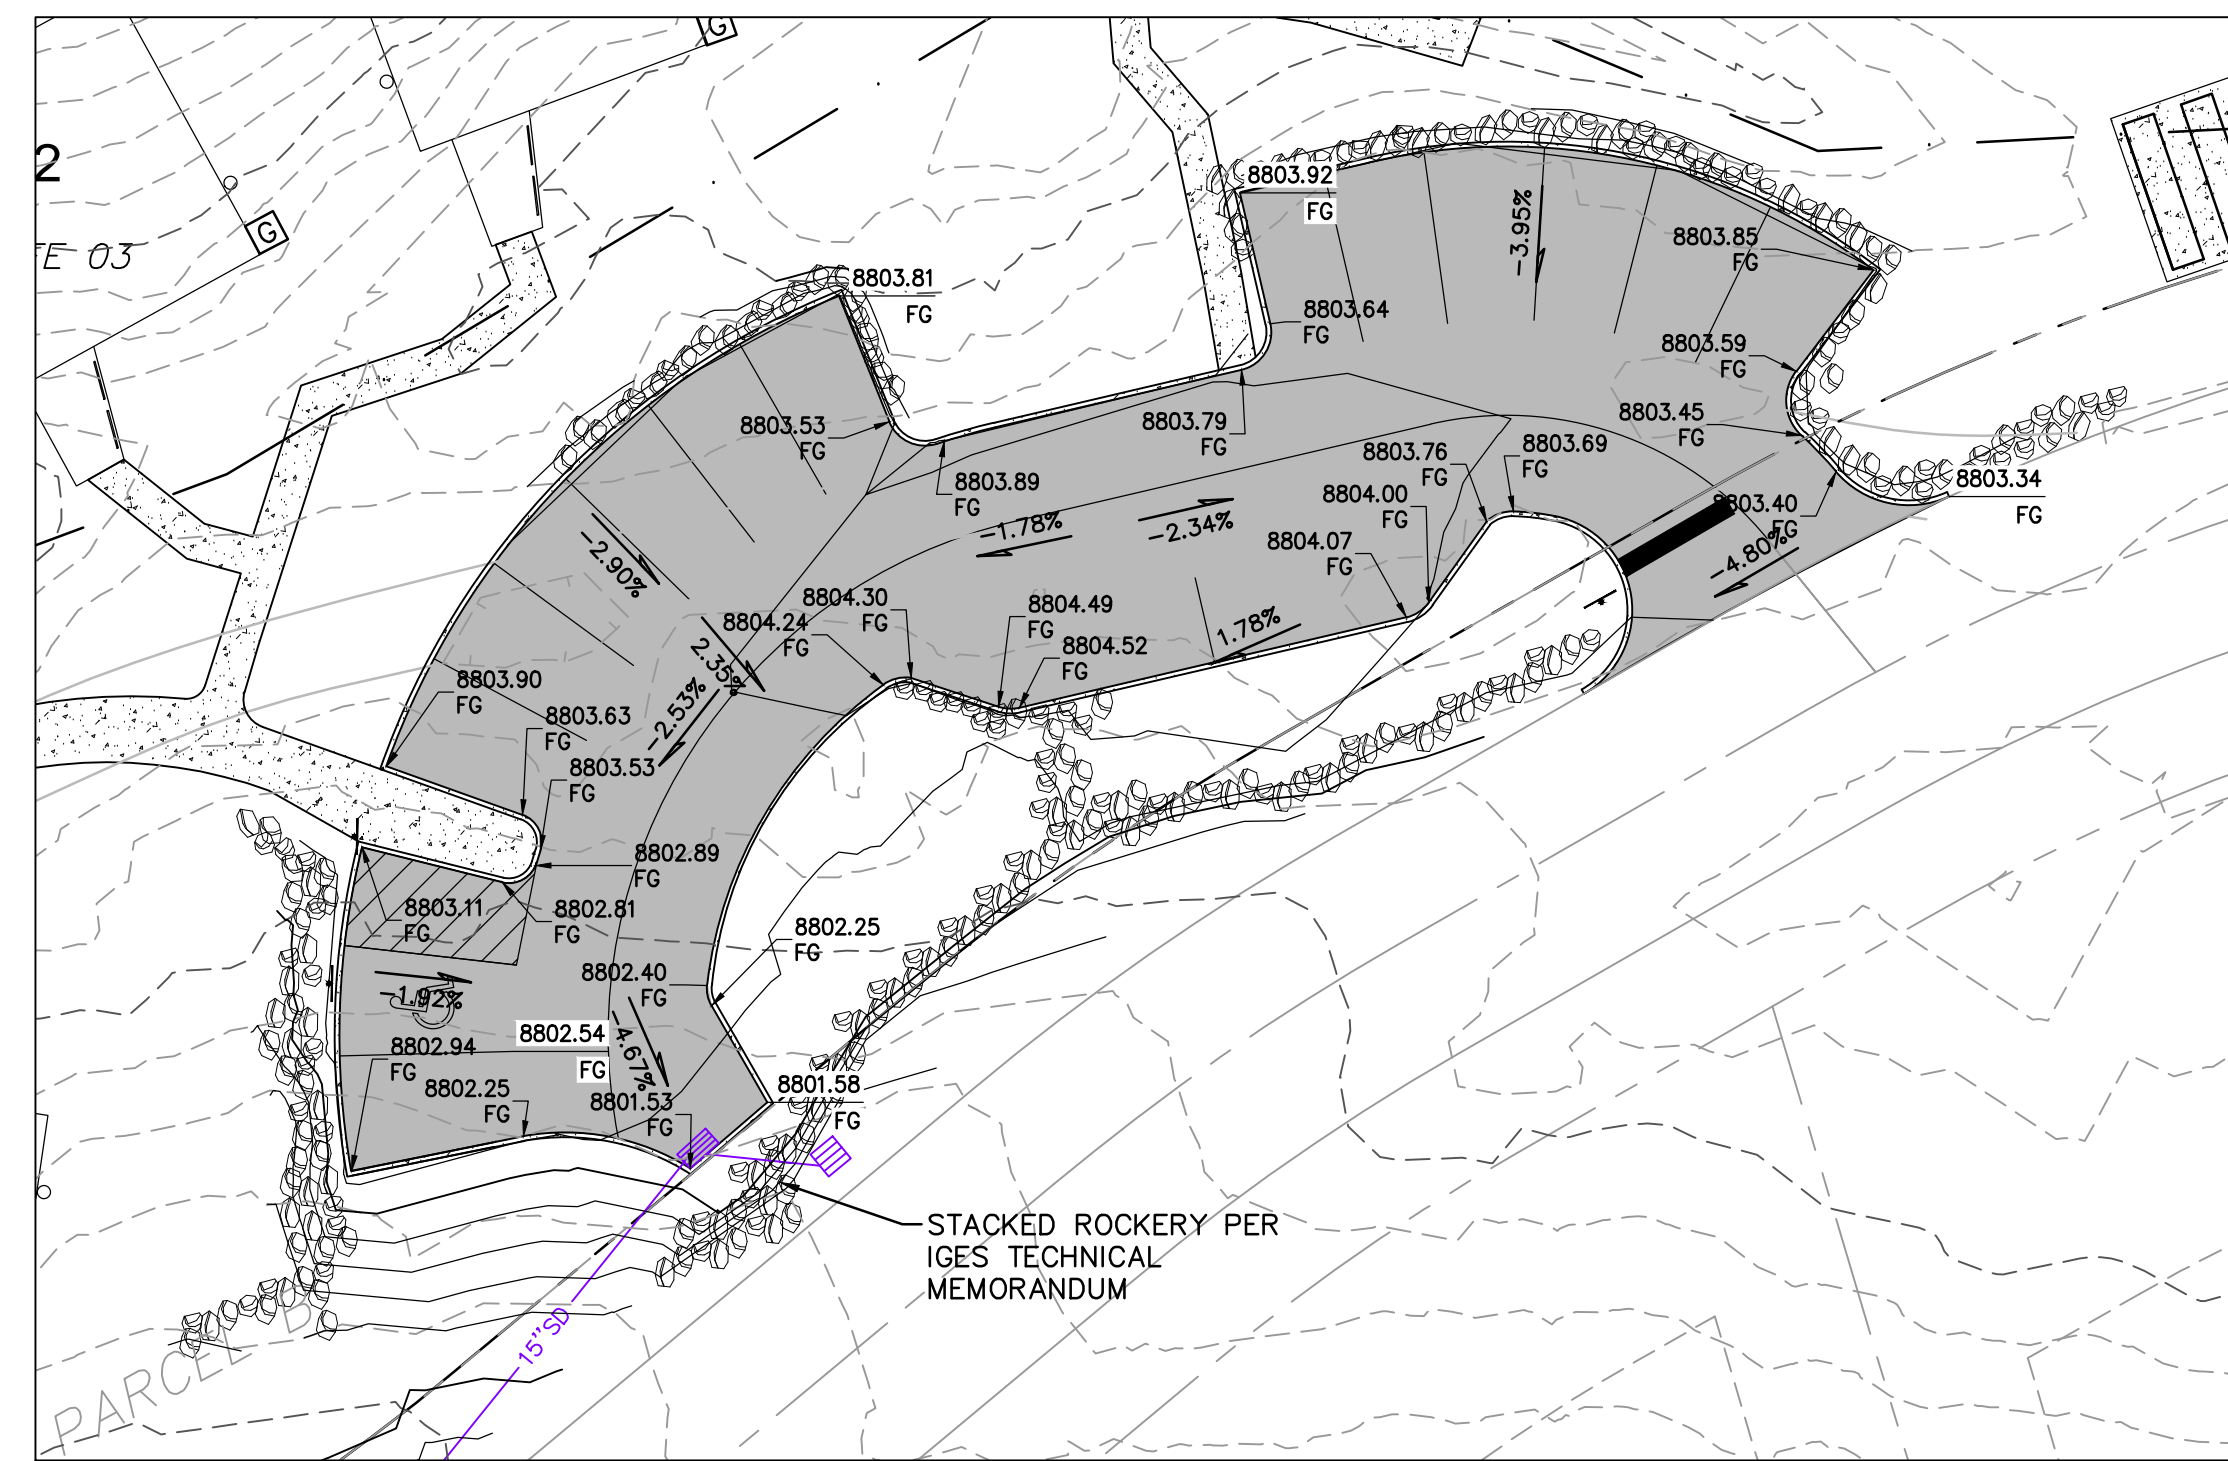 G
2
8803.92
FG
-3.95%
G
8803.85
FG
FE 03
8803.81
FG
8803.64
FG
8803.59
FG
8803.53
FG
8803.79
FG
8803.45
FG
8803.76
FG
8803.69
FG
8803.89
FG
8804.00
FG
8803.34
FG
8803.40
FG
-1.78%
-2.34%
8804.07
FG
-4.80%
-2.90%
8804.30
FG
8804.49
FG
8804.24
FG
8804.52
FG
1.78%
2.35%
8803.90
FG
-2.53%
8803.63
FG
8803.53
FG
8802.89
FG
8803.11
FG
8802.81
FG
8802.25
FG
8802.40
FG
-1.92%
8802.54
FG
-4.67%
8802.94
FG
8802.25
FG
8801.53
FG
8801.58
FG
STACKED ROCKERY PER
IGES TECHNICAL
MEMORANDUM
15"SD
PARCEL B